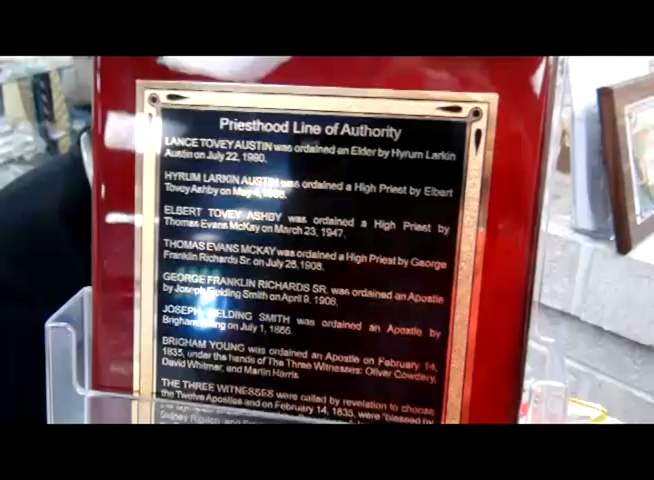 Priesthood Line of Authority
LANCE TOVEY AUSTIN was ordained an Elder by Hyrum Larkin
Austin on July 22, 1990.
HYRUM LARKIN AUSTIN was ordained a High Priest by Elbert
Tovey Ashby on May
ELBERT TOVEY ASHBY was ordained a High Priest by
Thomas Evans McKay on March 23, 1947.
THOMAS EVANS MCKAY was ordained a High Priest by George
Franklin Richards Sr. on July 26, 1908.
GEORGE FRANKLIN RICHARDS SR. was ordained an Apostle
by Joseph Fielding Smith on April 9, 1906.
JOSEPH FIELDING SMITH was ordained an Apostle by
Brigham Young on July 1, 1866.
BRIGHAM YOUNG was ordained an Apostle on February 14,
1835, under the hands of The Three Witnesses: Oliver Cowdery,
David Whitmer, and Martin Harris.
THE THREE WITNESSES were called by revelation to choose
the Twelve Apostles and on February 14, 1835, were "blessed by